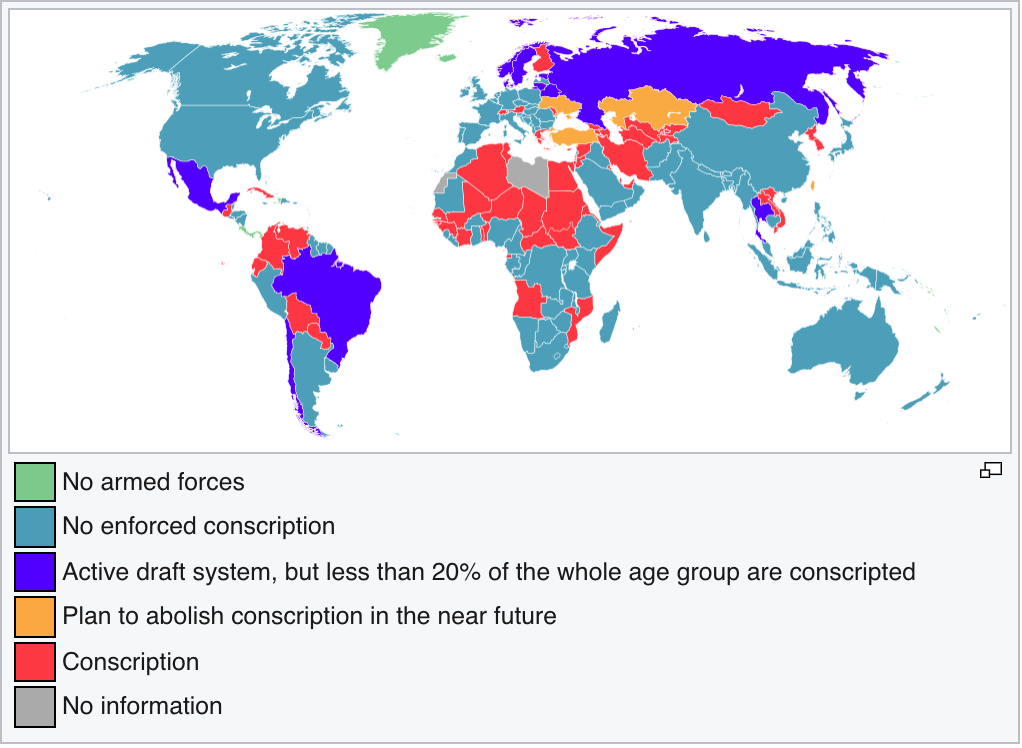 No armed forces
No enforced conscription
Active draft system, but less than 20% of the whole age group are conscripted
Plan to abolish conscription in the near future
Conscription
No information